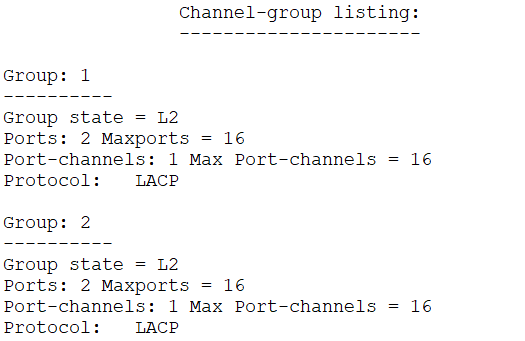 Channel-group listing:
----------------------
Group: 1
----------
Group state = L2
Ports: 2 Maxports = 16
Port-channels: 1 Max Port-channels = 16
Protocol:   LACP
Group: 2
----------
Group state = L2
Ports: 2 Maxports = 16
Port-channels: 1 Max Port-channels = 16
Protocol:   LACP